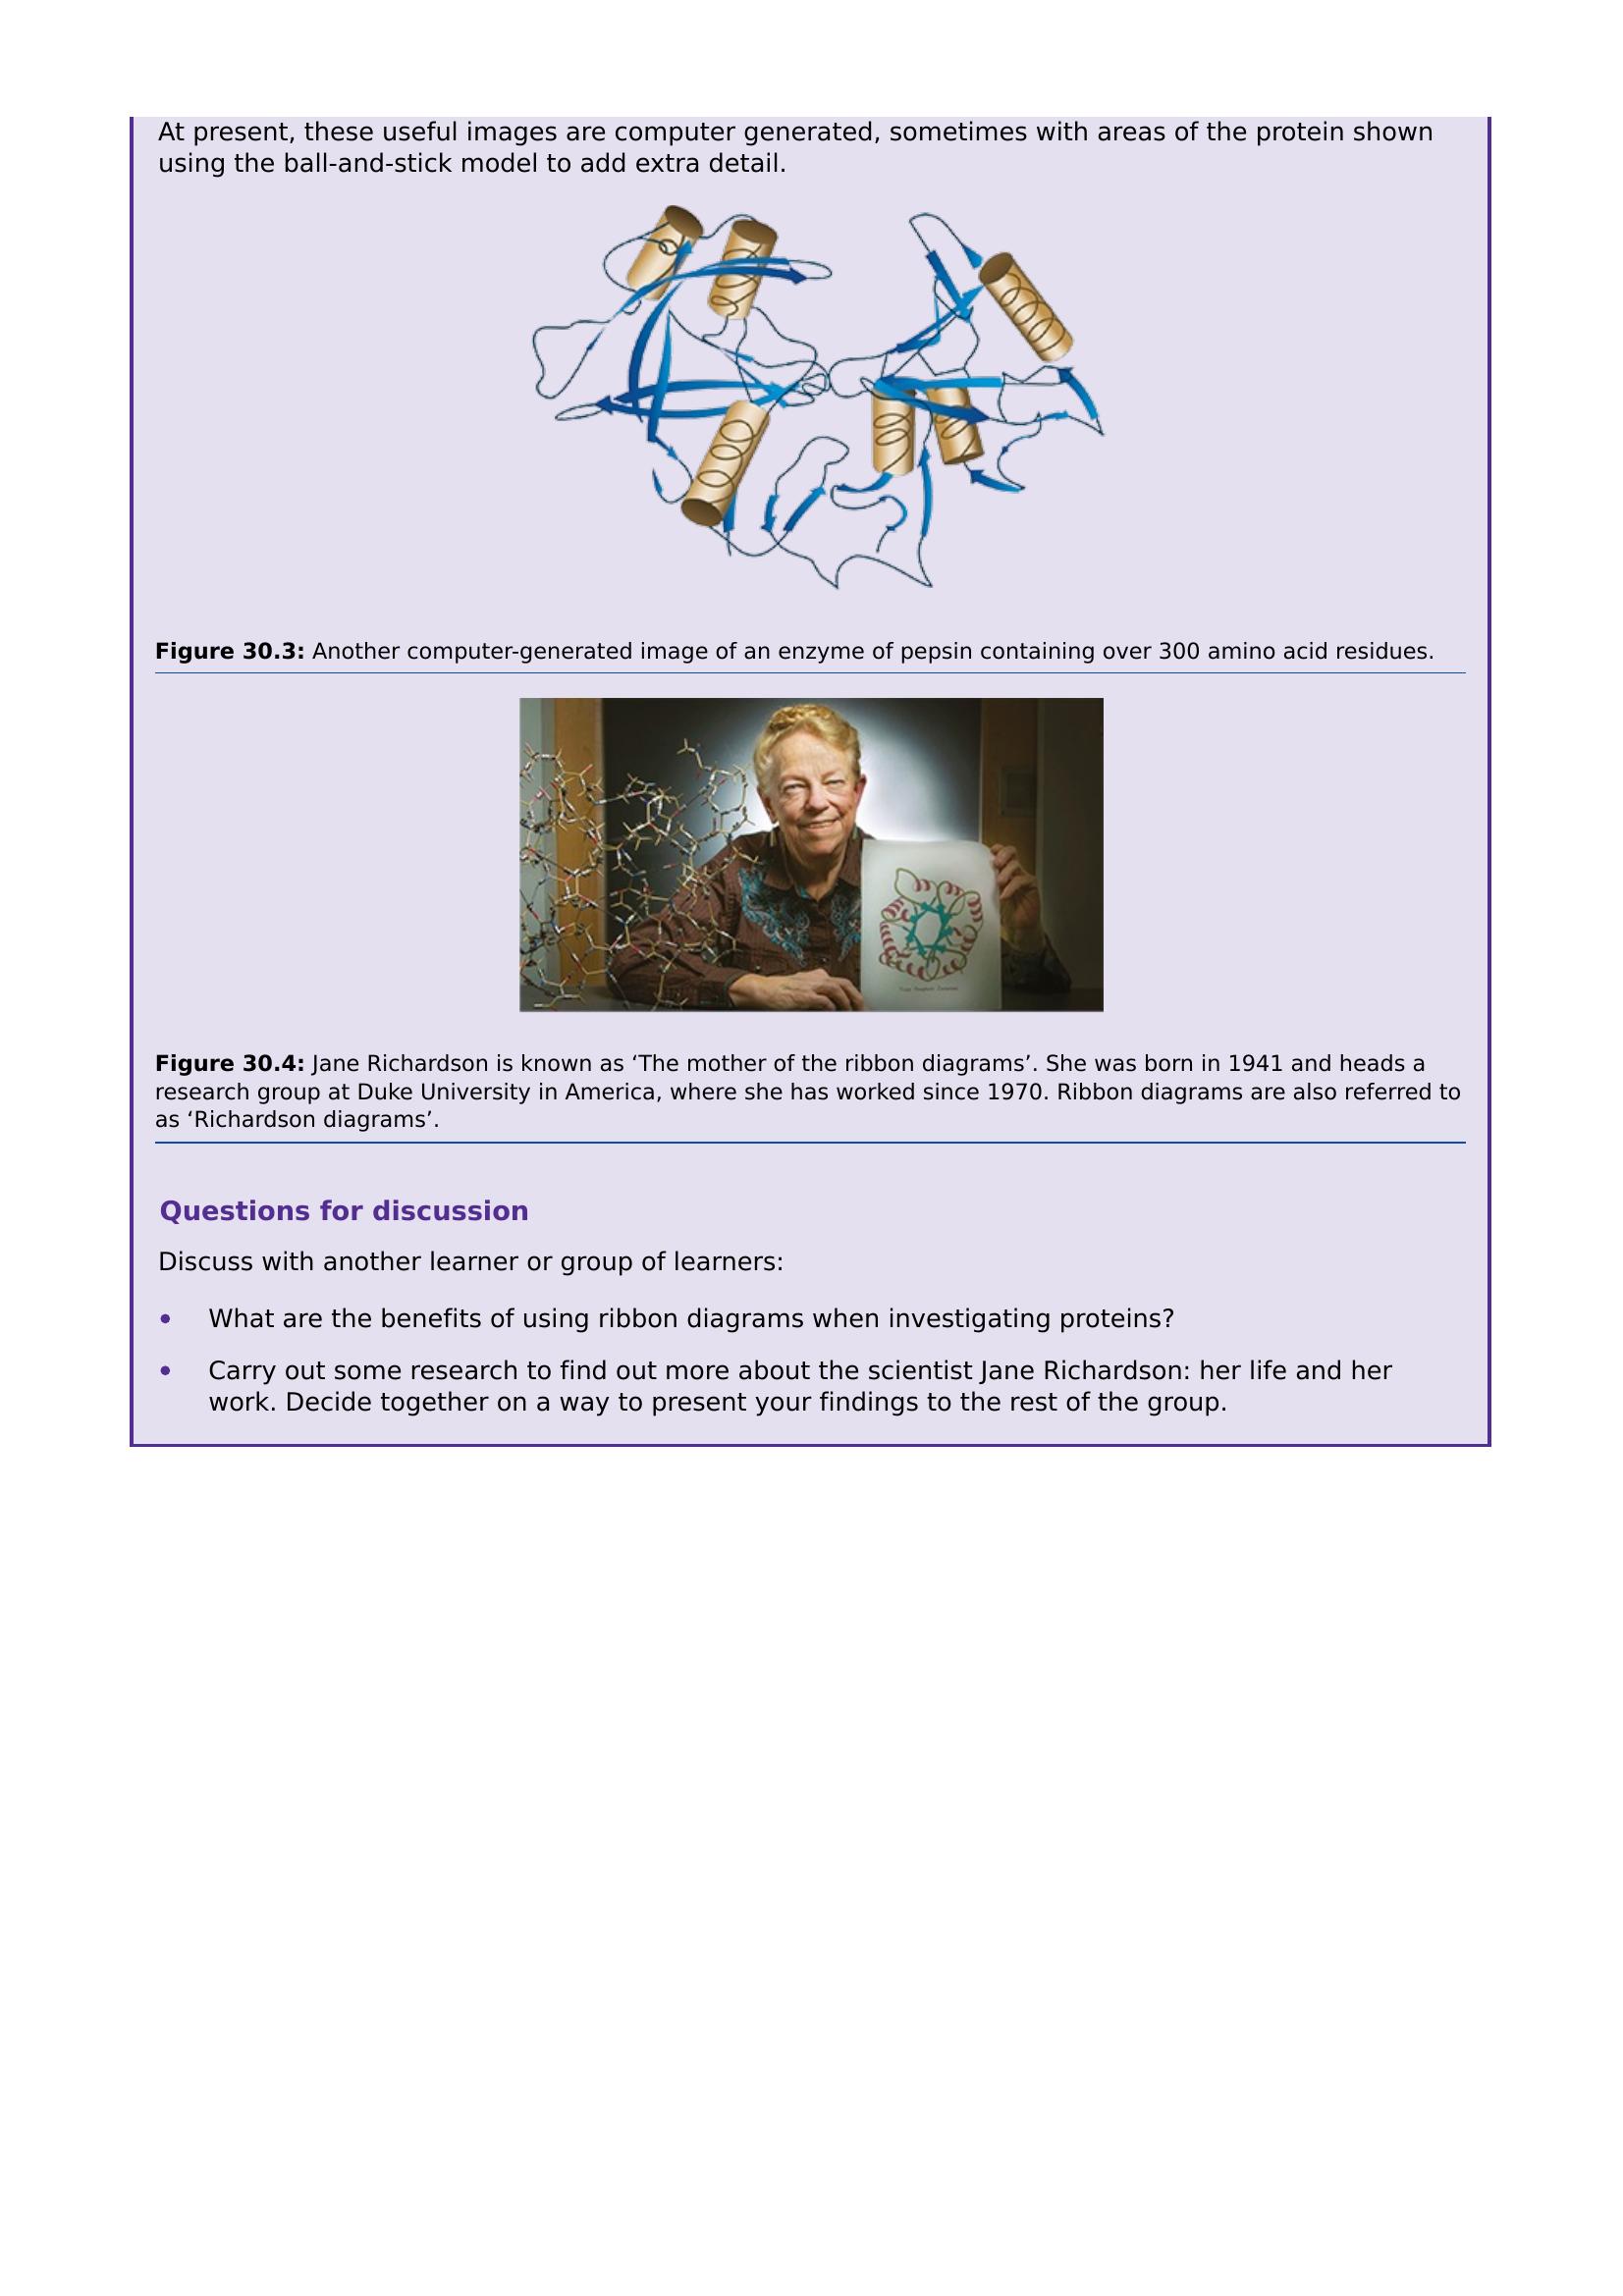 At present, these useful images are computer generated, sometimes with areas of the protein shown
using the ball-and-stick model to add extra detail.
Figure 30.3: Another computer-generated image of an enzyme of pepsin containing over 300 amino acid residues.
Figure 30.4: Jane Richardson is known as ‘The mother of the ribbon diagrams’. She was born in 1941 and heads a
research group at Duke University in America, where she has worked since 1970. Ribbon diagrams are also referred to
as ‘Richardson diagrams’.
Questions for discussion
Discuss with another learner or group of learners:
• What are the benefits of using ribbon diagrams when investigating proteins?
• Carry out some research to find out more about the scientist Jane Richardson: her life and her
work. Decide together on a way to present your findings to the rest of the group.